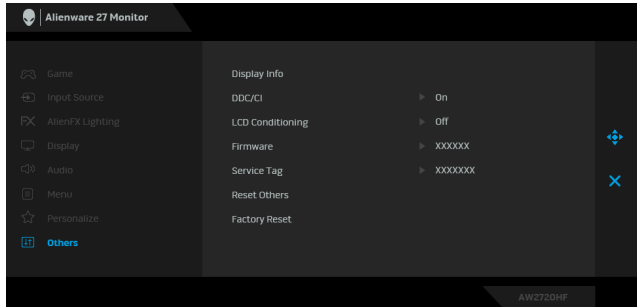 Alienware 27 Monitor
Game
Input Source
FX AlienFX Lighting
Display
Audio
Menu
Personalize
Others
Display Info
DDC/CI On
LCD Conditioning Off
Firmware XXXXXX
Service Tag XXXXXXX
Reset Others
Factory Reset
AW2720HF